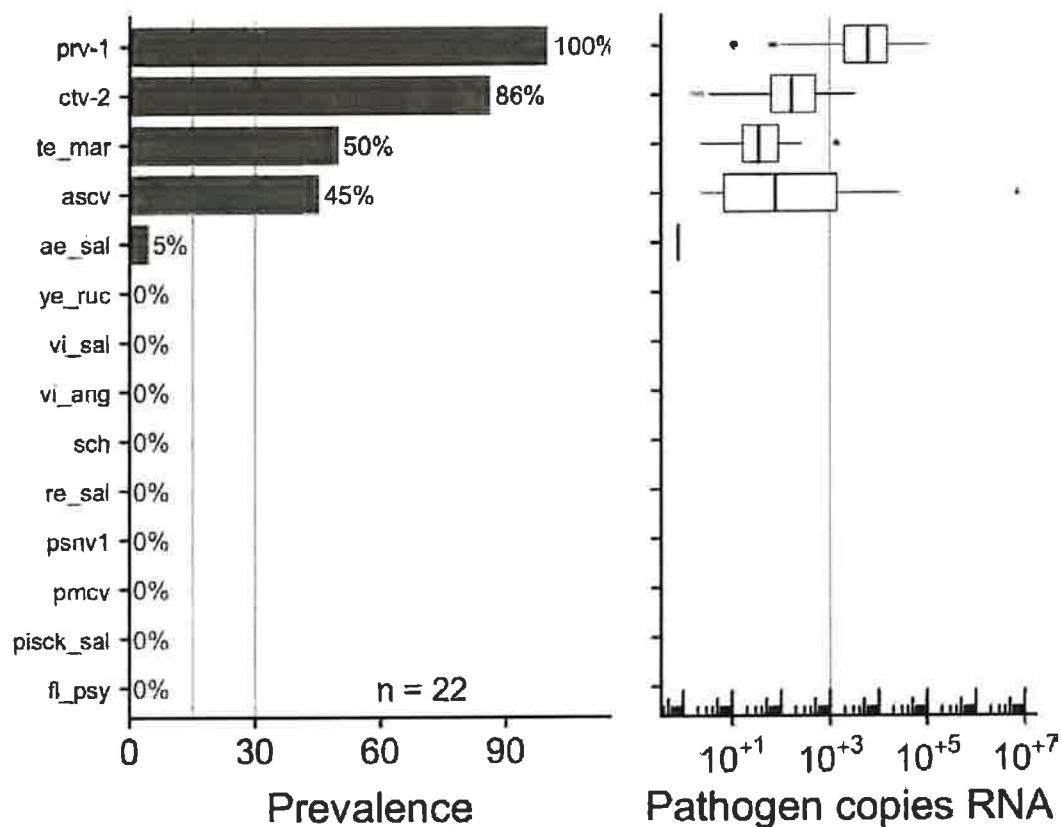 prv-1 100%
ctv-2 86%
te_mar 50%
ascv 45%
ae_sal 5%
ye_ruc 0%
vi_sal 0%
vi_ang 0%
sch 0%
re_sal 0%
psnv1 0%
pmcv 0%
pisck_sal 0%
fl_psy 0% n = 22
0 30 60 90 10+1 10+3 10+5 10+7
Prevalence Pathogen copies RNA